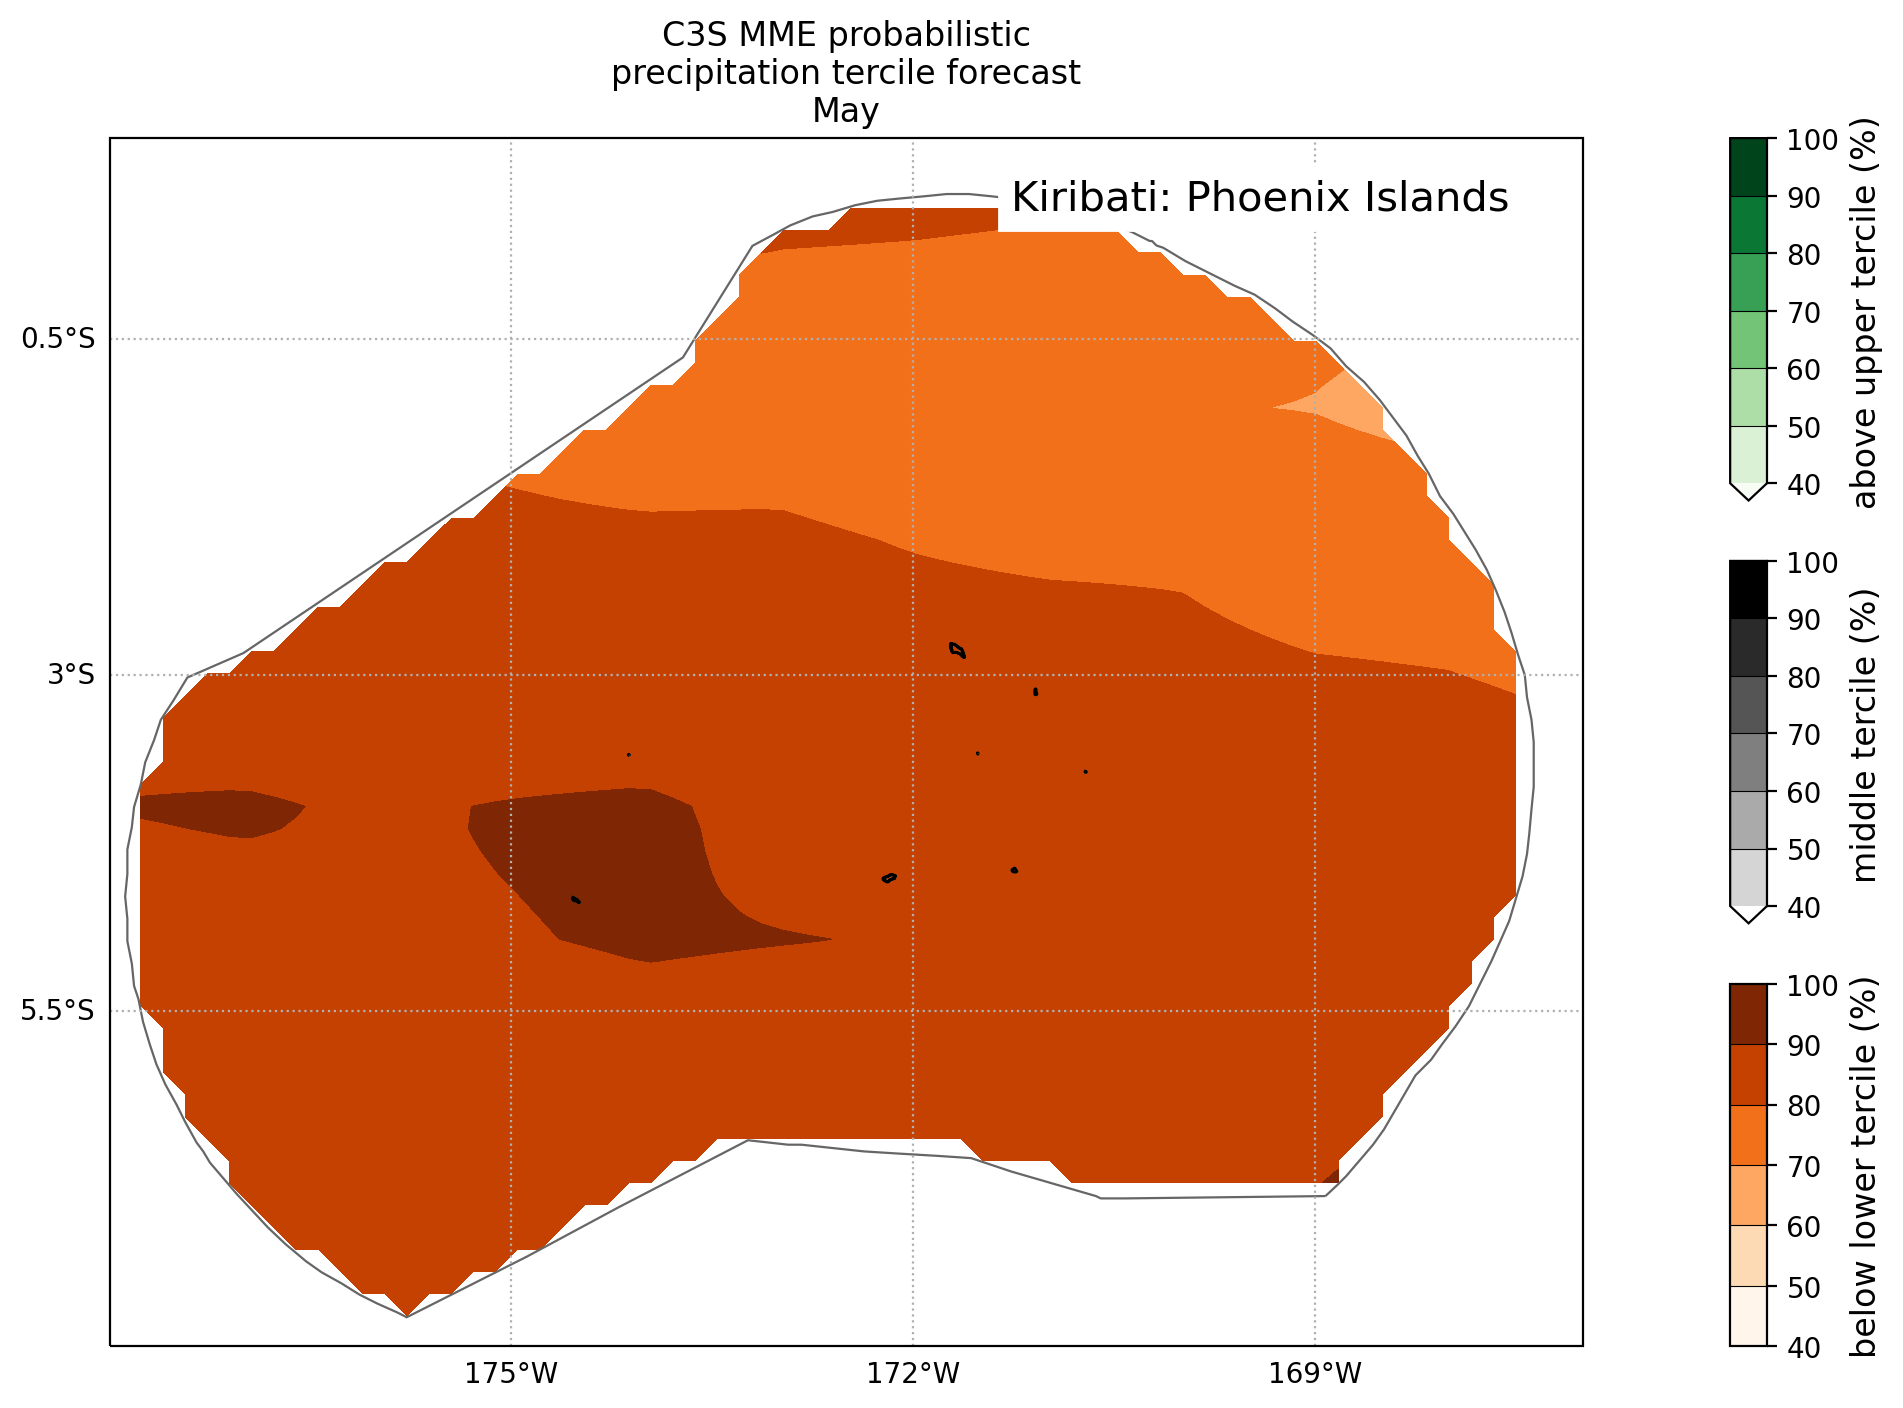 C3S MME probabilistic
precipitation tercile forecast
May
Kiribati: Phoenix Islands
0.5°S
3°S
5.5°S
175°W
172°W
169°W
100
90
80
70
60
50
40
above upper tercile (%)
100
90
80
70
60
50
40
middle tercile (%)
100
90
80
70
60
50
40
below lower tercile (%)